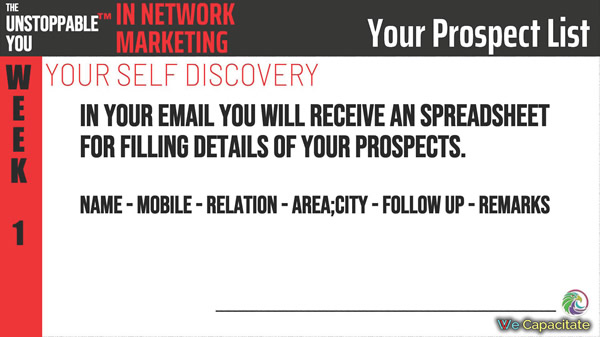 THE
UNSTOPPABLE™
YOU
IN NETWORK
MARKETING
Your Prospect List
WEEK
1
YOUR SELF DISCOVERY
IN YOUR EMAIL YOU WILL RECEIVE AN SPREADSHEET
FOR FILLING DETAILS OF YOUR PROSPECTS.
NAME - MOBILE - RELATION - AREA;CITY - FOLLOW UP - REMARKS
We Capacitate